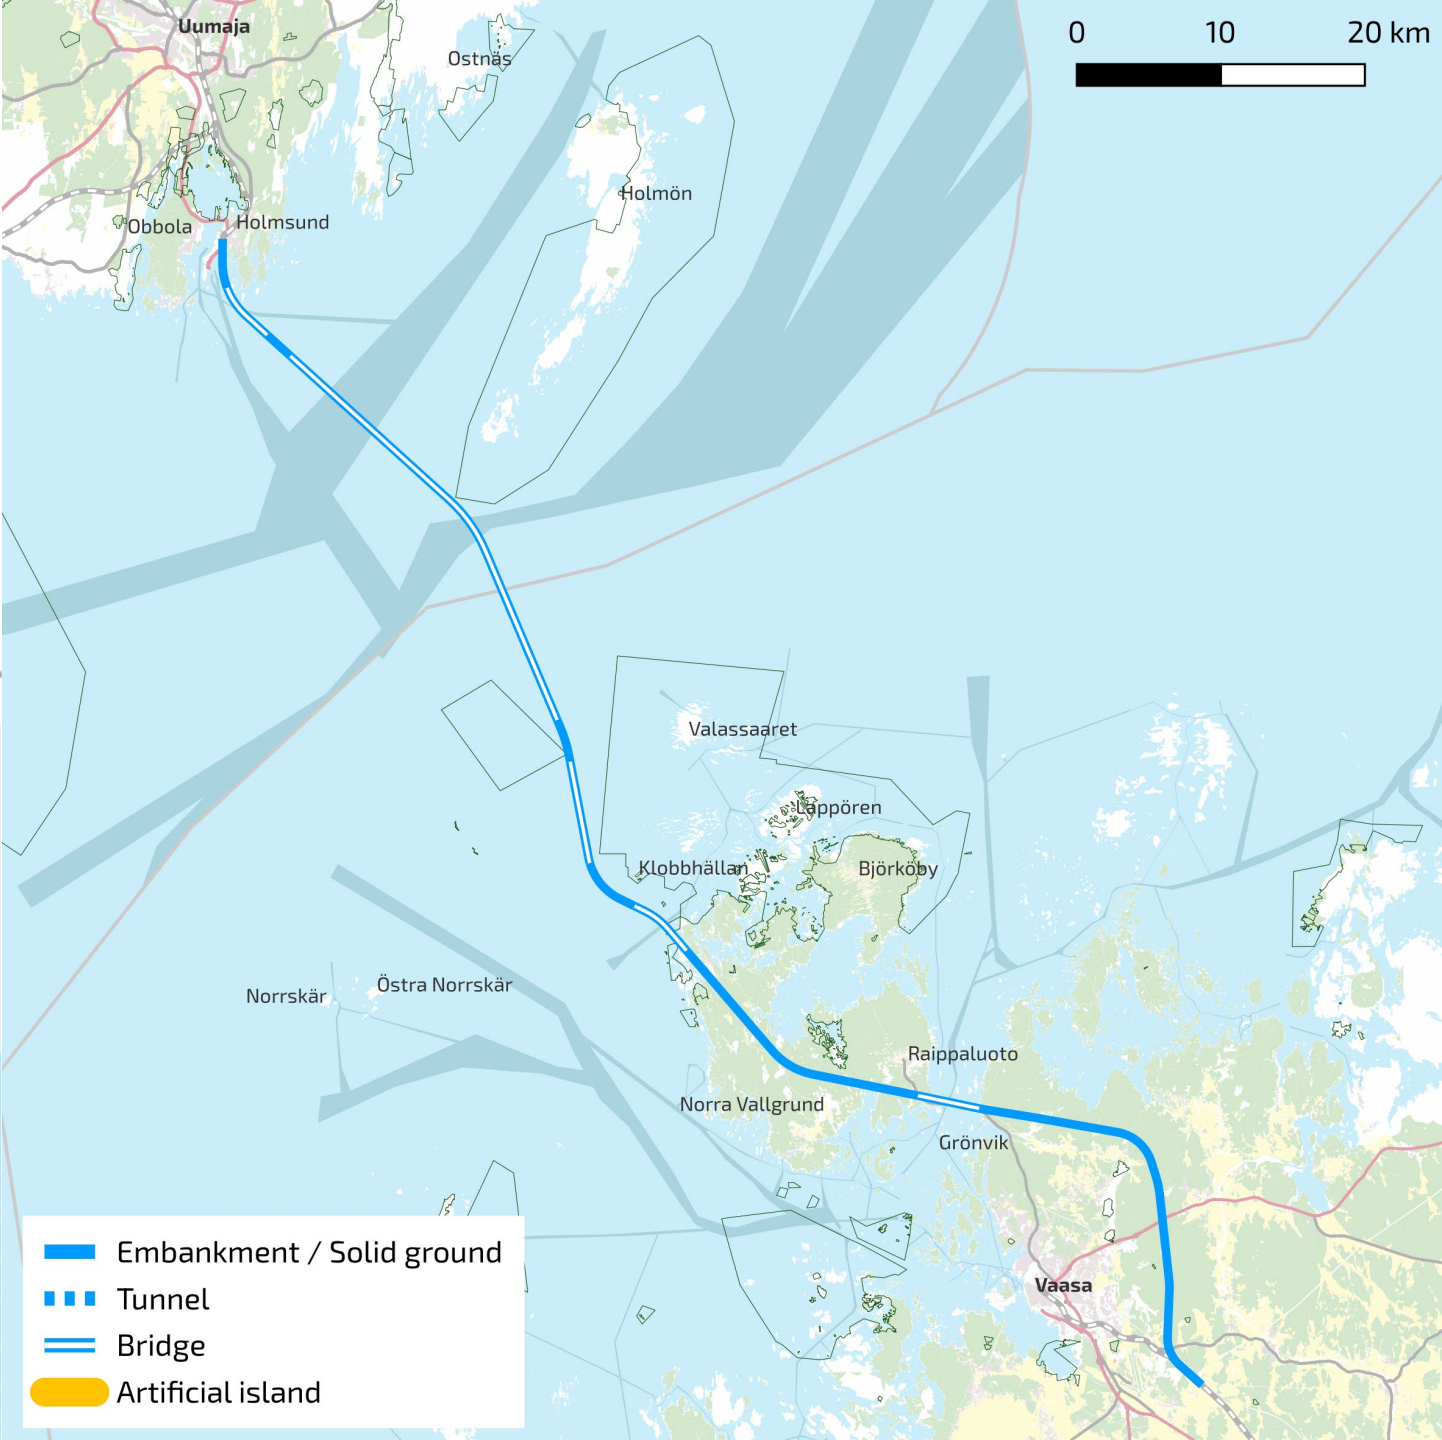 Uumaja
0 10 20 km
Ostnäs
Holmön
Obbola
Holmsund
Valassaaret
Lappören
Klobbhällan
Björköby
Östra Norrskär
Norrskär
Raippaluoto
Norra Vallgrund
Grönvik
Vaasa
Embankment / Solid ground
Tunnel
Bridge
Artificial island